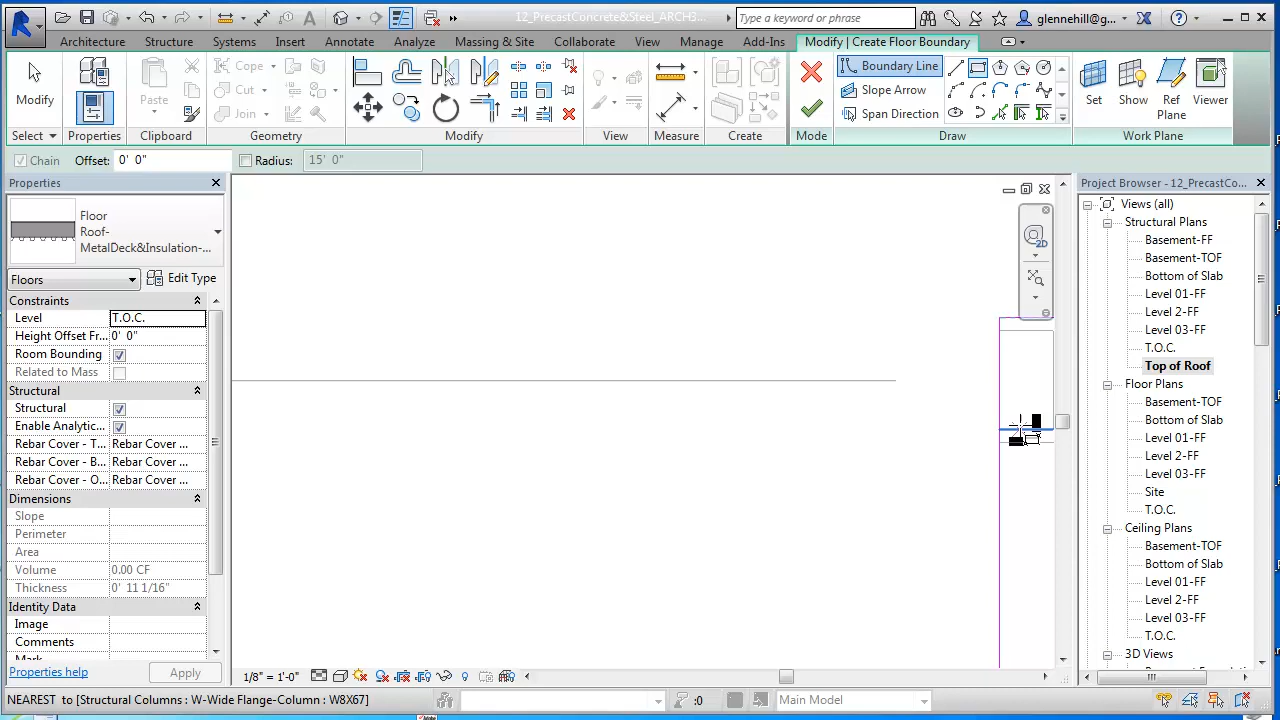 12_PrecastConcrete&Steel_ARCH3...
Type a keyword or phrase
glennehill@g...
Architecture Structure Systems Insert Annotate Analyze Massing & Site Collaborate View Manage Add-Ins Modify | Create Floor Boundary
Modify
Select
Properties
Paste
Clipboard
Cope
Cut
Join
Geometry
Modify
View
Measure
Create
Mode
Boundary Line
Slope Arrow
Span Direction
Draw
Set
Show
Ref
Plane
Viewer
Work Plane
Chain Offset: 0' 0" Radius: 15' 0"
Properties
Floor
Roof-
MetalDeck&Insulation-...
Floors Edit Type
Constraints
Level T.O.C.
Height Offset Fr... 0' 0"
Room Bounding
Related to Mass
Structural
Structural
Enable Analytic...
Rebar Cover - T... Rebar Cover ...
Rebar Cover - B... Rebar Cover ...
Rebar Cover - O... Rebar Cover ...
Dimensions
Slope
Perimeter
Area
Volume 0.00 CF
Thickness 0' 11 1/16"
Identity Data
Image
Comments
Mark
Properties help Apply
2D
Project Browser - 12_PrecastCo...
Views (all)
Structural Plans
Basement-FF
Basement-TOF
Bottom of Slab
Level 01-FF
Level 2-FF
Level 03-FF
T.O.C.
Top of Roof
Floor Plans
Basement-TOF
Bottom of Slab
Level 01-FF
Level 2-FF
Level 03-FF
Site
T.O.C.
Ceiling Plans
Basement-TOF
Bottom of Slab
Level 01-FF
Level 2-FF
Level 03-FF
T.O.C.
3D Views
1/8" = 1'-0"
NEAREST to [Structural Columns : W-Wide Flange-Column : W8X67]
:0
Main Model